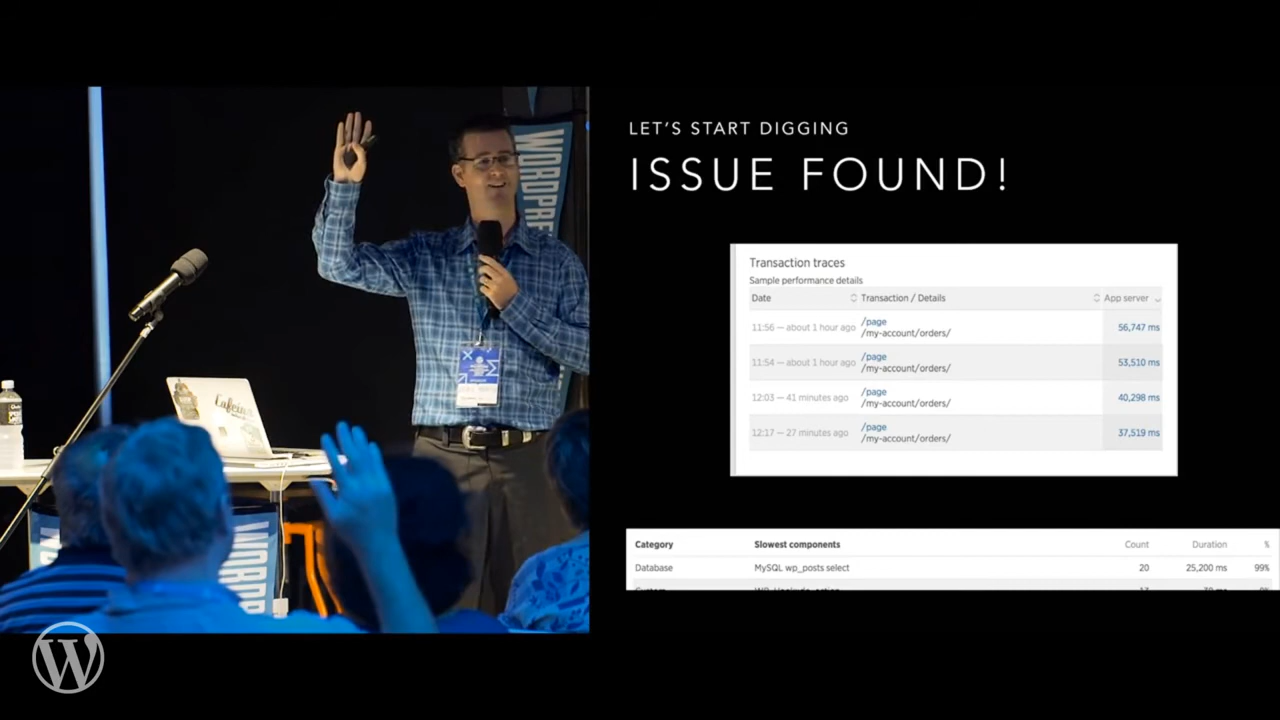 LET'S START DIGGING
ISSUE FOUND!
WORDPRE
Cafeine
WORDP
Transaction traces
Sample performance details
Date Transaction / Details App server
11:56 — about 1 hour ago /page 56,747 ms
/my-account/orders/
11:54 — about 1 hour ago /page 53,510 ms
/my-account/orders/
12:03 — 41 minutes ago /page 40,298 ms
/my-account/orders/
12:17 — 27 minutes ago /page 37,519 ms
/my-account/orders/
Category Slowest components Count Duration %
Database MySQL wp_posts select 20 25,200 ms 99%
W